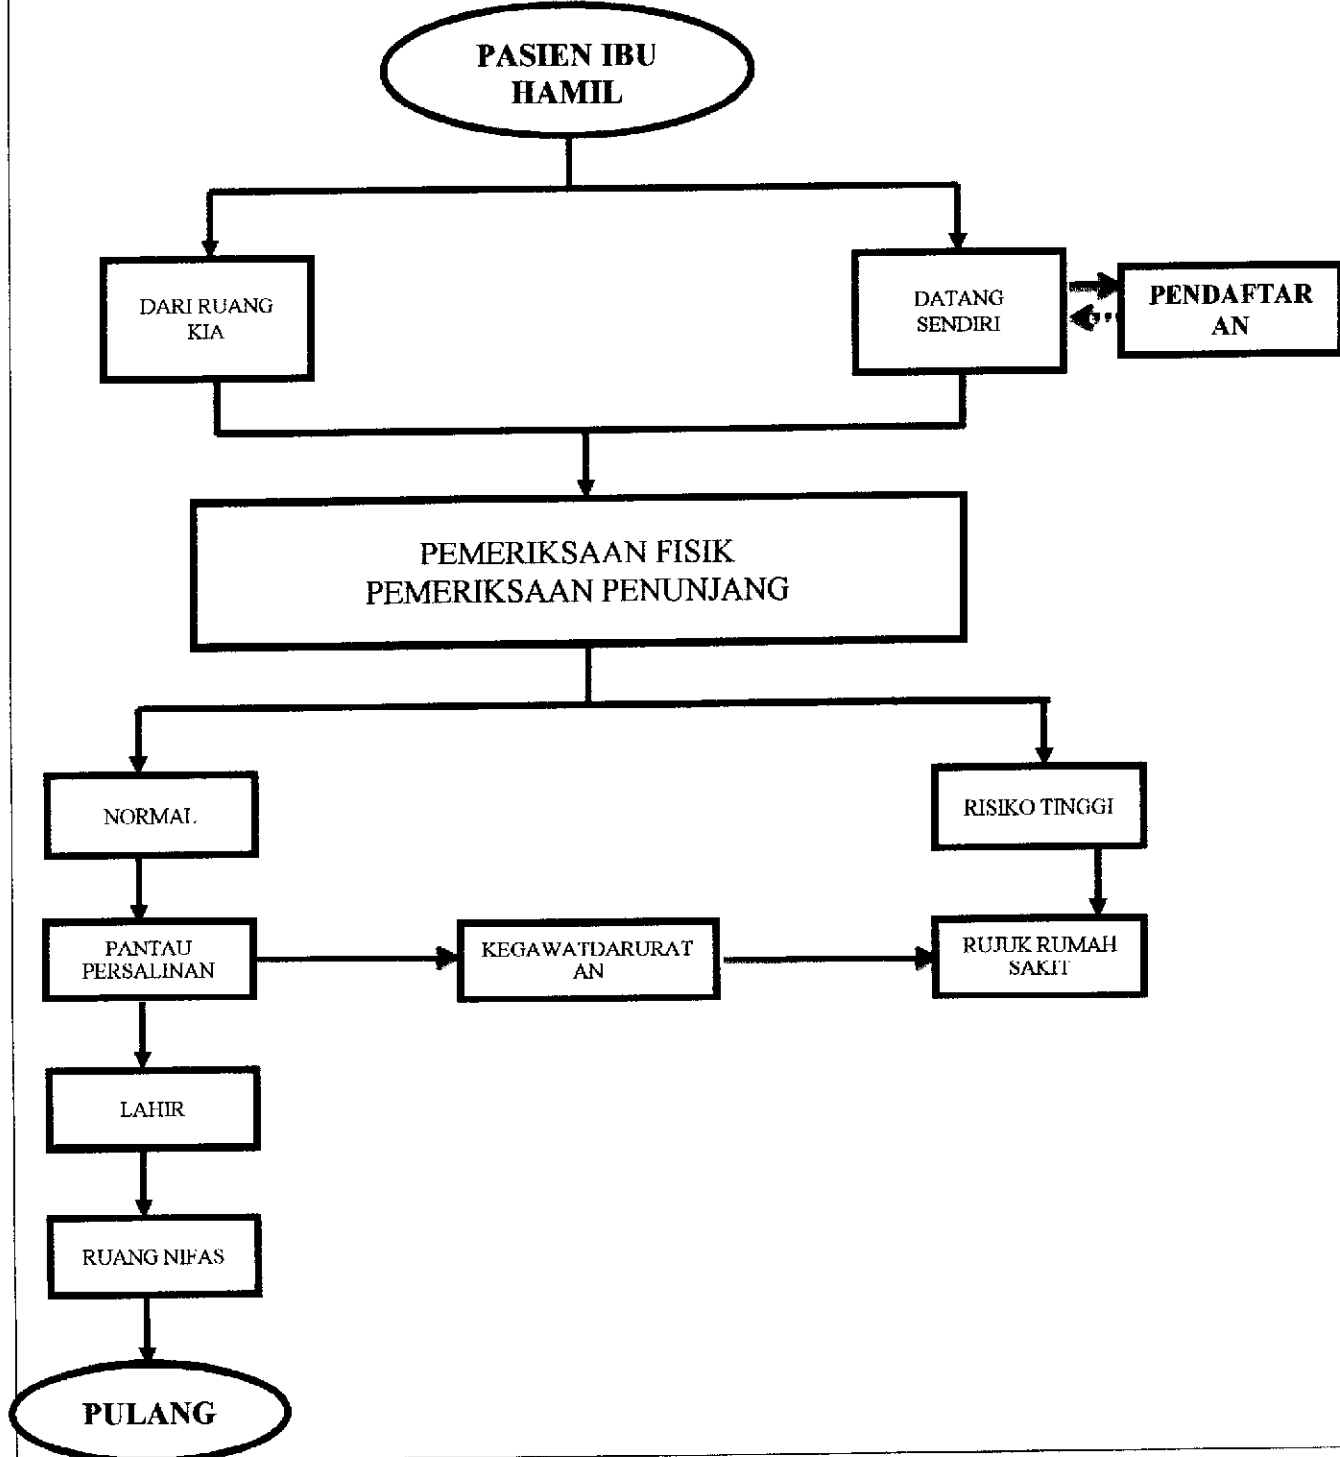 PASIEN IBU
HAMIL
DARI RUANG
KIA
DATANG
SENDIRI
PENDAFTAR
AN
PEMERIKSAAN FISIK
PEMERIKSAAN PENUNJANG
NORMAL
RISIKO TINGGI
PANTAU
PERSALINAN
KEGAWATDARURAT
AN
RUJUK RUMAH
SAKIT
LAHIR
RUANG NIFAS
PULANG